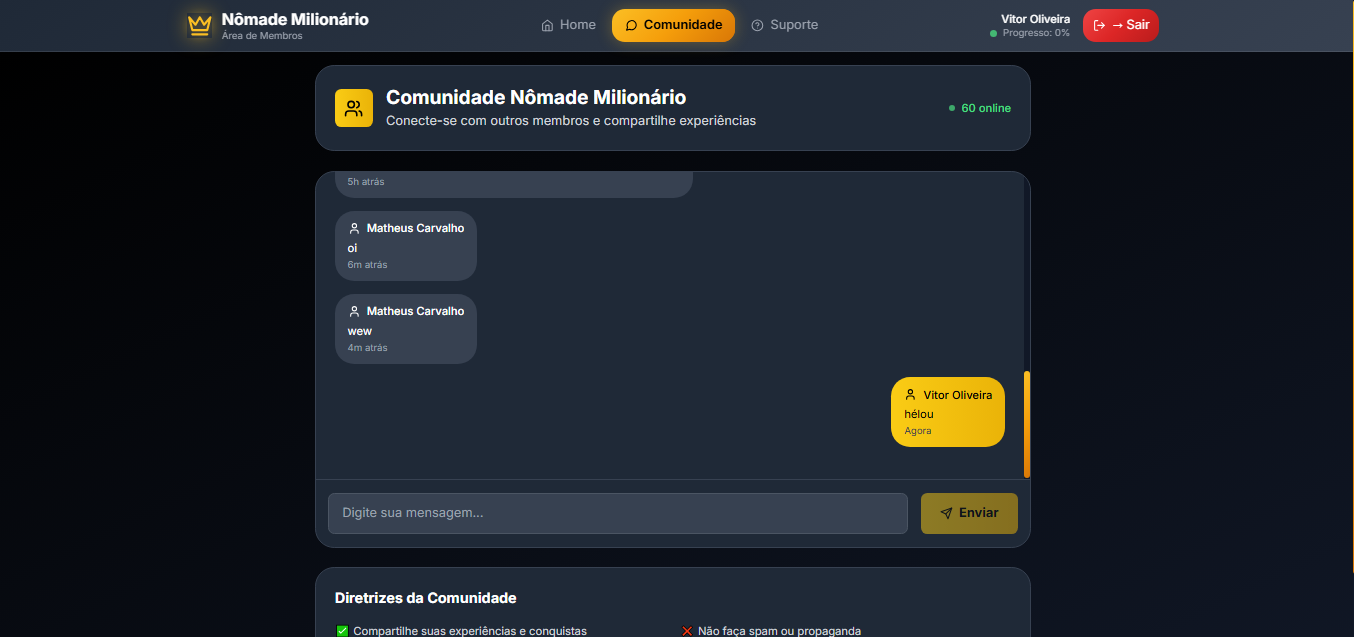 Nômade Milionário
Área de Membros
Home
Comunidade
Suporte
Vitor Oliveira
Progresso: 0%
→ Sair
Comunidade Nômade Milionário
Conecte-se com outros membros e compartilhe experiências
60 online
5h atrás
Matheus Carvalho
oi
6m atrás
Matheus Carvalho
wew
4m atrás
Vitor Oliveira
hélou
Agora
Digite sua mensagem...
Enviar
Diretrizes da Comunidade
✅ Compartilhe suas experiências e conquistas
❌ Não faça spam ou propaganda